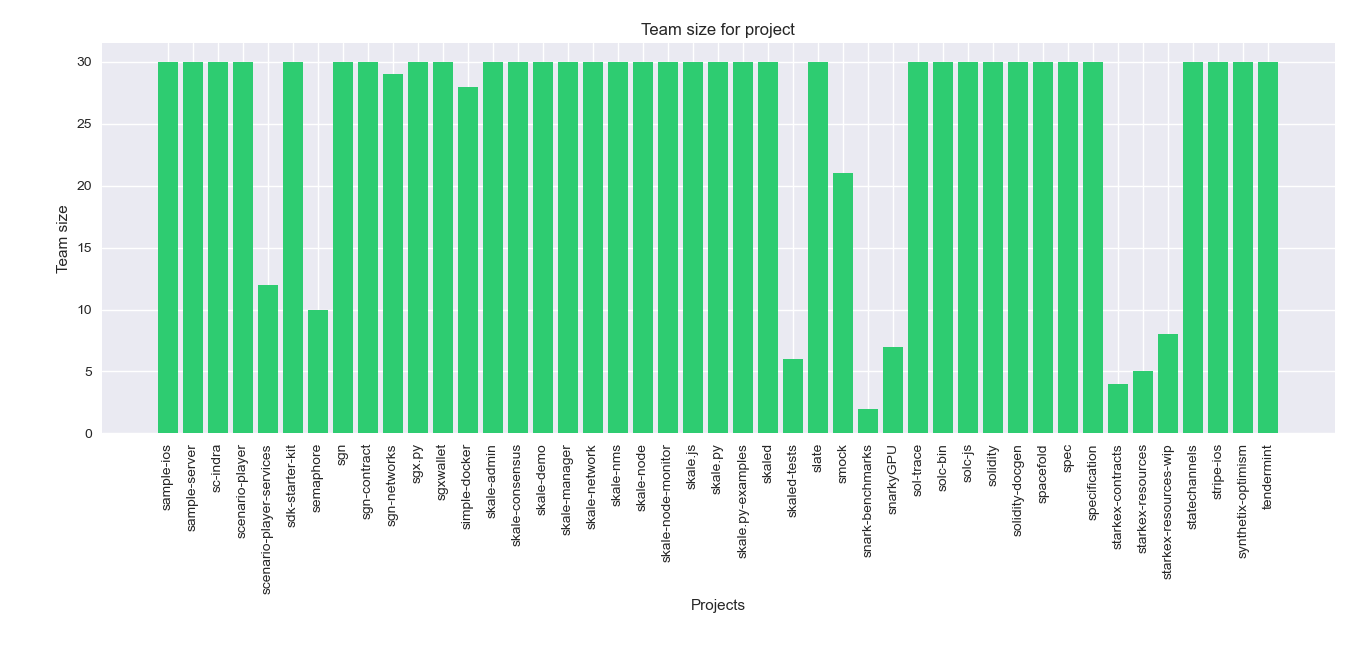 Team size for project
30
25
20
15
10
5
0
Team size
sample-ios
sample-server
sc-indra
scenario-player
scenario-player-services
sdk-starter-kit
semaphore
sgn
sgn-contract
sgn-networks
sgx.py
sgxwallet
simple-docker
skale-admin
skale-consensus
skale-demo
skale-manager
skale-network
skale-nms
skale-node
skale-node-monitor
skale.js
skale.py
skale.py-examples
skaled
skaled-tests
slate
smock
snark-benchmarks
snarkyGPU
sol-trace
solc-bin
solc-js
solidity
solidity-docgen
spacefold
spec
specification
starkex-contracts
starkex-resources
starkex-resources-wip
statechannels
stripe-ios
synthetix-optimism
tendermint
Projects